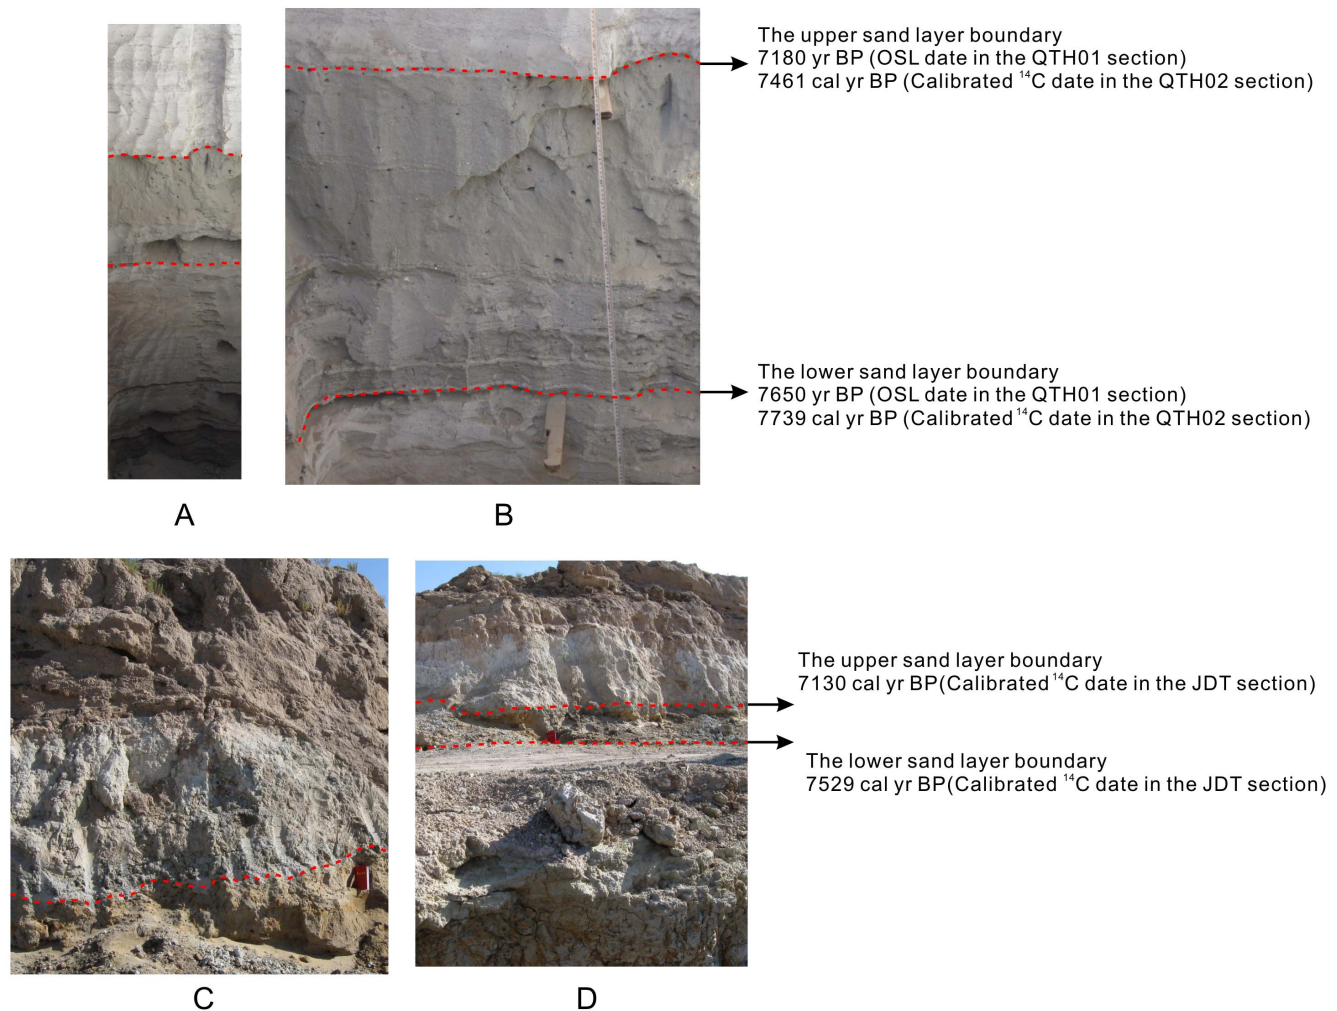 The upper sand layer boundary
7180 yr BP (OSL date in the QTH01 section)
7461 cal yr BP (Calibrated ¹⁴C date in the QTH02 section)
The lower sand layer boundary
7650 yr BP (OSL date in the QTH01 section)
7739 cal yr BP (Calibrated ¹⁴C date in the QTH02 section)
A
B
The upper sand layer boundary
7130 cal yr BP(Calibrated ¹⁴C date in the JDT section)
The lower sand layer boundary
7529 cal yr BP(Calibrated ¹⁴C date in the JDT section)
C
D